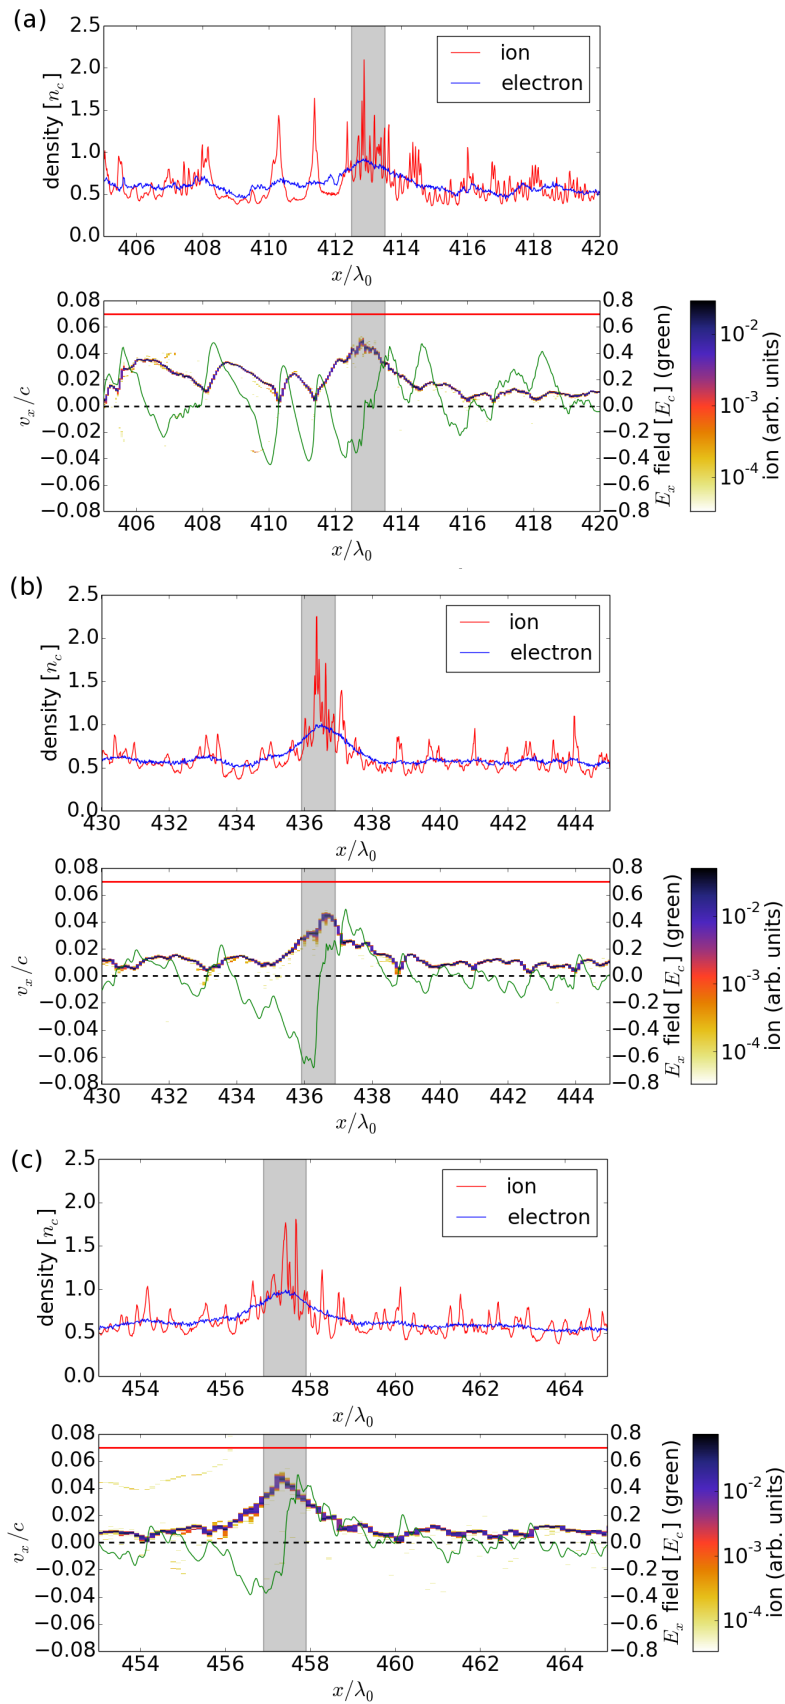 (a)
2.5
2.0
1.5
1.0
0.5
0.0
density [n_c]
ion
electron
406 408 410 412 414 416 418 420
x/λ_0
0.08
0.06
0.04
0.02
0.00
−0.02
−0.04
−0.06
−0.08
v_x/c
0.8
0.6
0.4
0.2
0.0
−0.2
−0.4
−0.6
−0.8
E_x field [E_c] (green)
10^-2
10^-3
10^-4
ion (arb. units)
406 408 410 412 414 416 418 420
x/λ_0
(b)
2.5
2.0
1.5
1.0
0.5
0.0
density [n_c]
ion
electron
430 432 434 436 438 440 442 444
x/λ_0
0.08
0.06
0.04
0.02
0.00
−0.02
−0.04
−0.06
−0.08
v_x/c
0.8
0.6
0.4
0.2
0.0
−0.2
−0.4
−0.6
−0.8
E_x field [E_c] (green)
10^-2
10^-3
10^-4
ion (arb. units)
430 432 434 436 438 440 442 444
x/λ_0
(c)
2.5
2.0
1.5
1.0
0.5
0.0
density [n_c]
ion
electron
454 456 458 460 462 464
x/λ_0
0.08
0.06
0.04
0.02
0.00
−0.02
−0.04
−0.06
−0.08
v_x/c
0.8
0.6
0.4
0.2
0.0
−0.2
−0.4
−0.6
−0.8
E_x field [E_c] (green)
10^-2
10^-3
10^-4
ion (arb. units)
454 456 458 460 462 464
x/λ_0